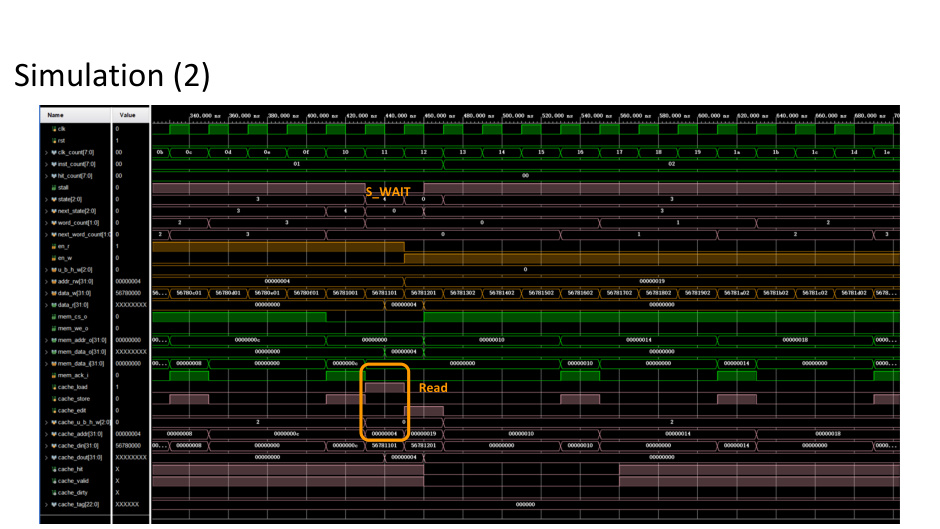 Simulation (2)
Name Value 340.000 ns 360.000 ns 380.000 ns 400.000 ns 420.000 ns 440.000 ns 460.000 ns 480.000 ns 500.000 ns 520.000 ns 540.000 ns 560.000 ns 580.000 ns 600.000 ns 620.000 ns 640.000 ns 660.000 ns 680.000 ns 70
clk 0
rst 1
clk_count[7:0] 00 0b 0c 0d 0e 0f 10 11 12 13 14 15 16 17 18 19 1a 1b 1c 1d 1e
inst_count[7:0] 00 01 02
hit_count[7:0] 00 00
stall 0 S_WAIT
state[2:0] 0 3 4 0 3
next_state[2:0] 0 3 4 0 3
word_count[1:0] 0 2 3 0 1 2
next_word_count[1:0 0 2 3 0 1 2 3
en_r 1
en_w 0
u_b_h_w[2:0] 0 0
addr_rw[31:0] 00000004 00000004 00000019
data_w[31:0] 56780000 56... 56780c01 56780d01 56780e01 56780f01 56781001 56781101 56781201 56781302 56781402 56781502 56781602 56781702 56781802 56781902 56781a02 56781b02 56781c02 56781d02 5678...
data_r[31:0] XXXXXXXX 00000000 00000004 00000000
mem_cs_o 0
mem_we_o 0
mem_addr_o[31:0] 00000000 00... 0000000c 00000000 00000010 00000014 00000018 0000...
mem_data_o[31:0] XXXXXXXX 00000000 00000004 00000000
mem_data_i[31:0] 00000000 00... 00000008 00000000 0000000c 00000000 00000010 00000000 00000014 00000000 0000...
mem_ack_i 0
cache_load 1 Read
cache_store 0
cache_edit 0
cache_u_b_h_w[2:0] 0 2 0 2
cache_addr[31:0] 00000004 00000008 0000000c 00000004 00000019 00000010 00000014 00000018
cache_din[31:0] 56780000 00... 00000008 00000000 0000000c 56781101 56781201 00000000 00000010 00000000 00000014 00000000 0000...
cache_dout[31:0] XXXXXXXX 00000000 00000004 00000000
cache_hit X
cache_valid X
cache_dirty X
cache_tag[22:0] XXXXXX 000000